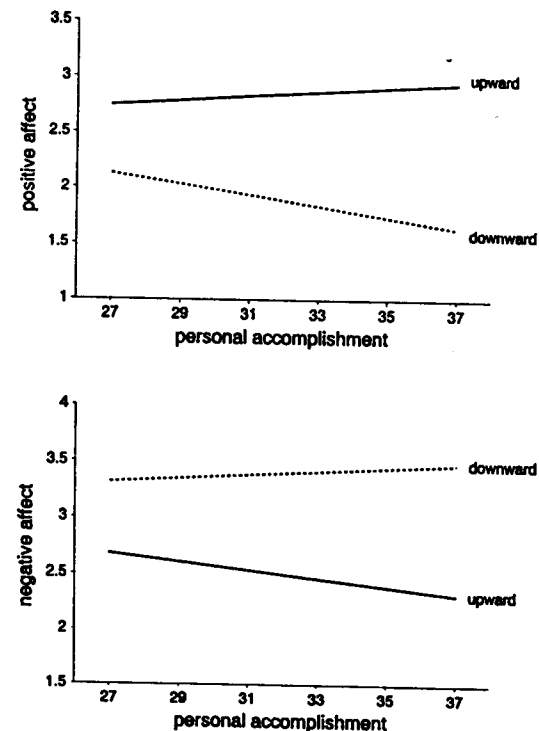 3.5
3
2.5
2
1.5
1
positive affect
upward
downward
27 29 31 33 35 37
personal accomplishment
4
3.5
3
2.5
2
1.5
negative affect
downward
upward
27 29 31 33 35 37
personal accomplishment